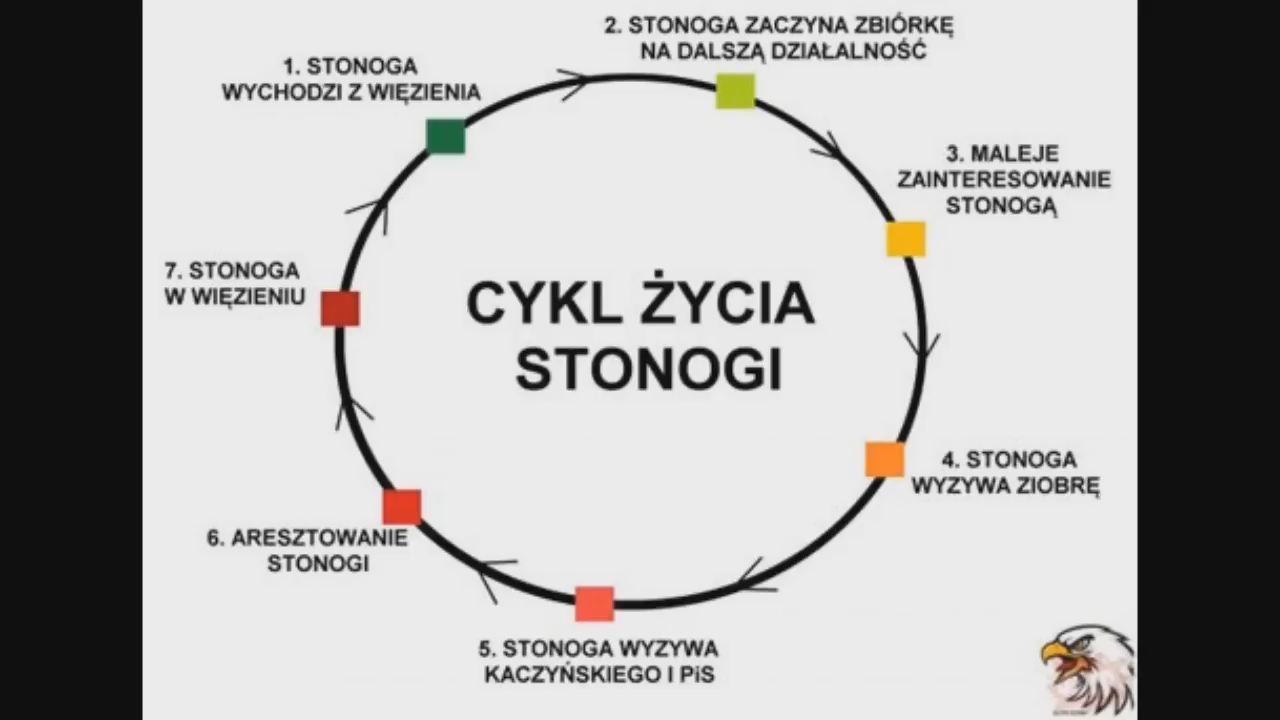 CYKL ŻYCIA
STONOGI
1. STONOGA
WYCHODZI Z WIĘZIENIA
2. STONOGA ZACZYNA ZBIÓRKĘ
NA DALSZĄ DZIAŁALNOŚĆ
3. MALEJE
ZAINTERESOWANIE
STONOGĄ
4. STONOGA
WYZYWA ZIOBRĘ
5. STONOGA WYZYWA
KACZYŃSKIEGO I PiS
6. ARESZTOWANIE
STONOGI
7. STONOGA
W WIĘZIENIU